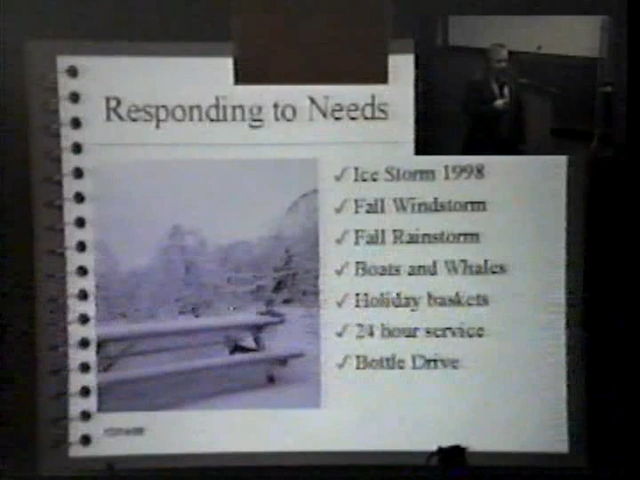 Responding to Needs
✓ Ice Storm 1998
✓ Fall Windstorm
✓ Fall Rainstorm
✓ Boats and Whales
✓ Holiday baskets
✓ 24 hour service
✓ Bottle Drive